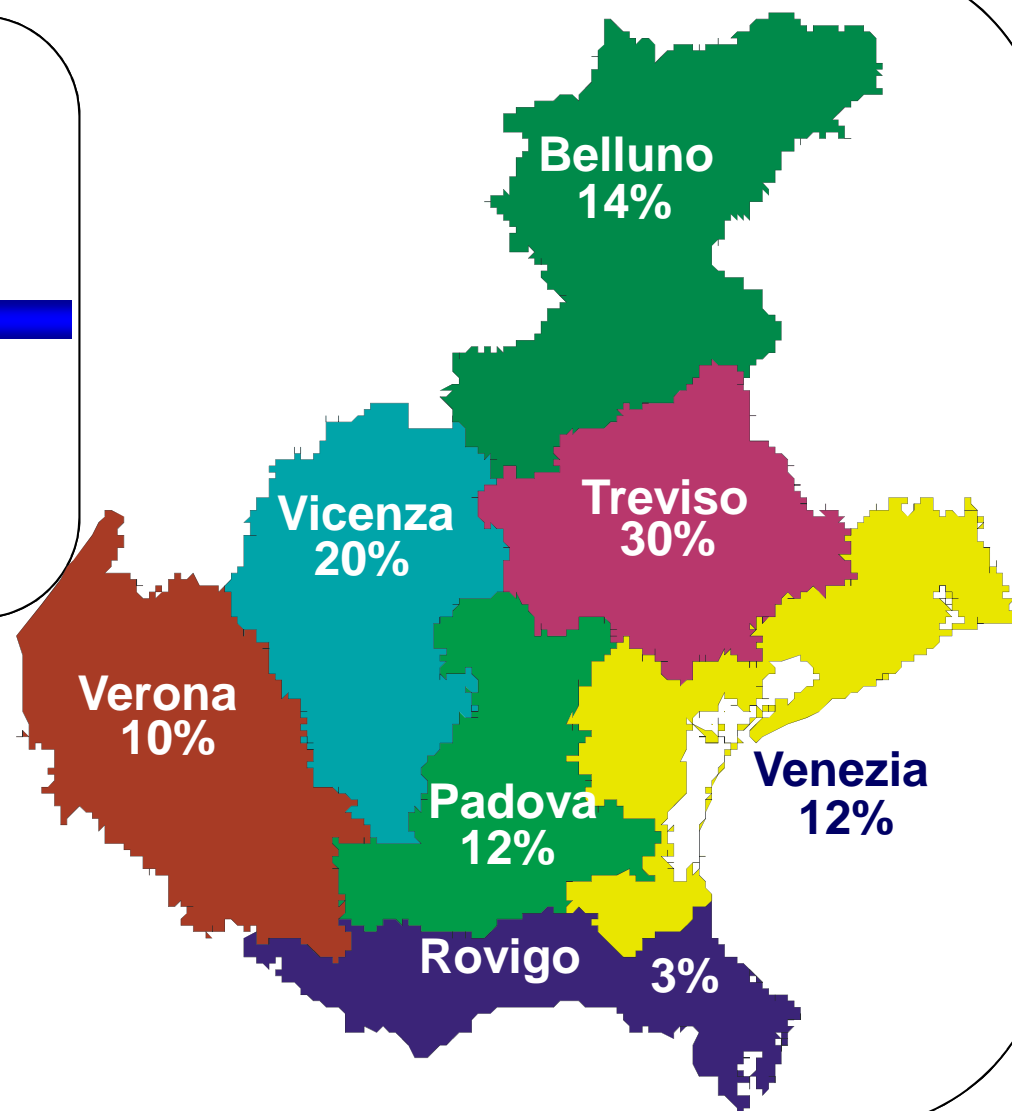 Belluno
14%
Treviso
30%
Vicenza
20%
Verona
10%
Padova
12%
Venezia
12%
Rovigo
3%